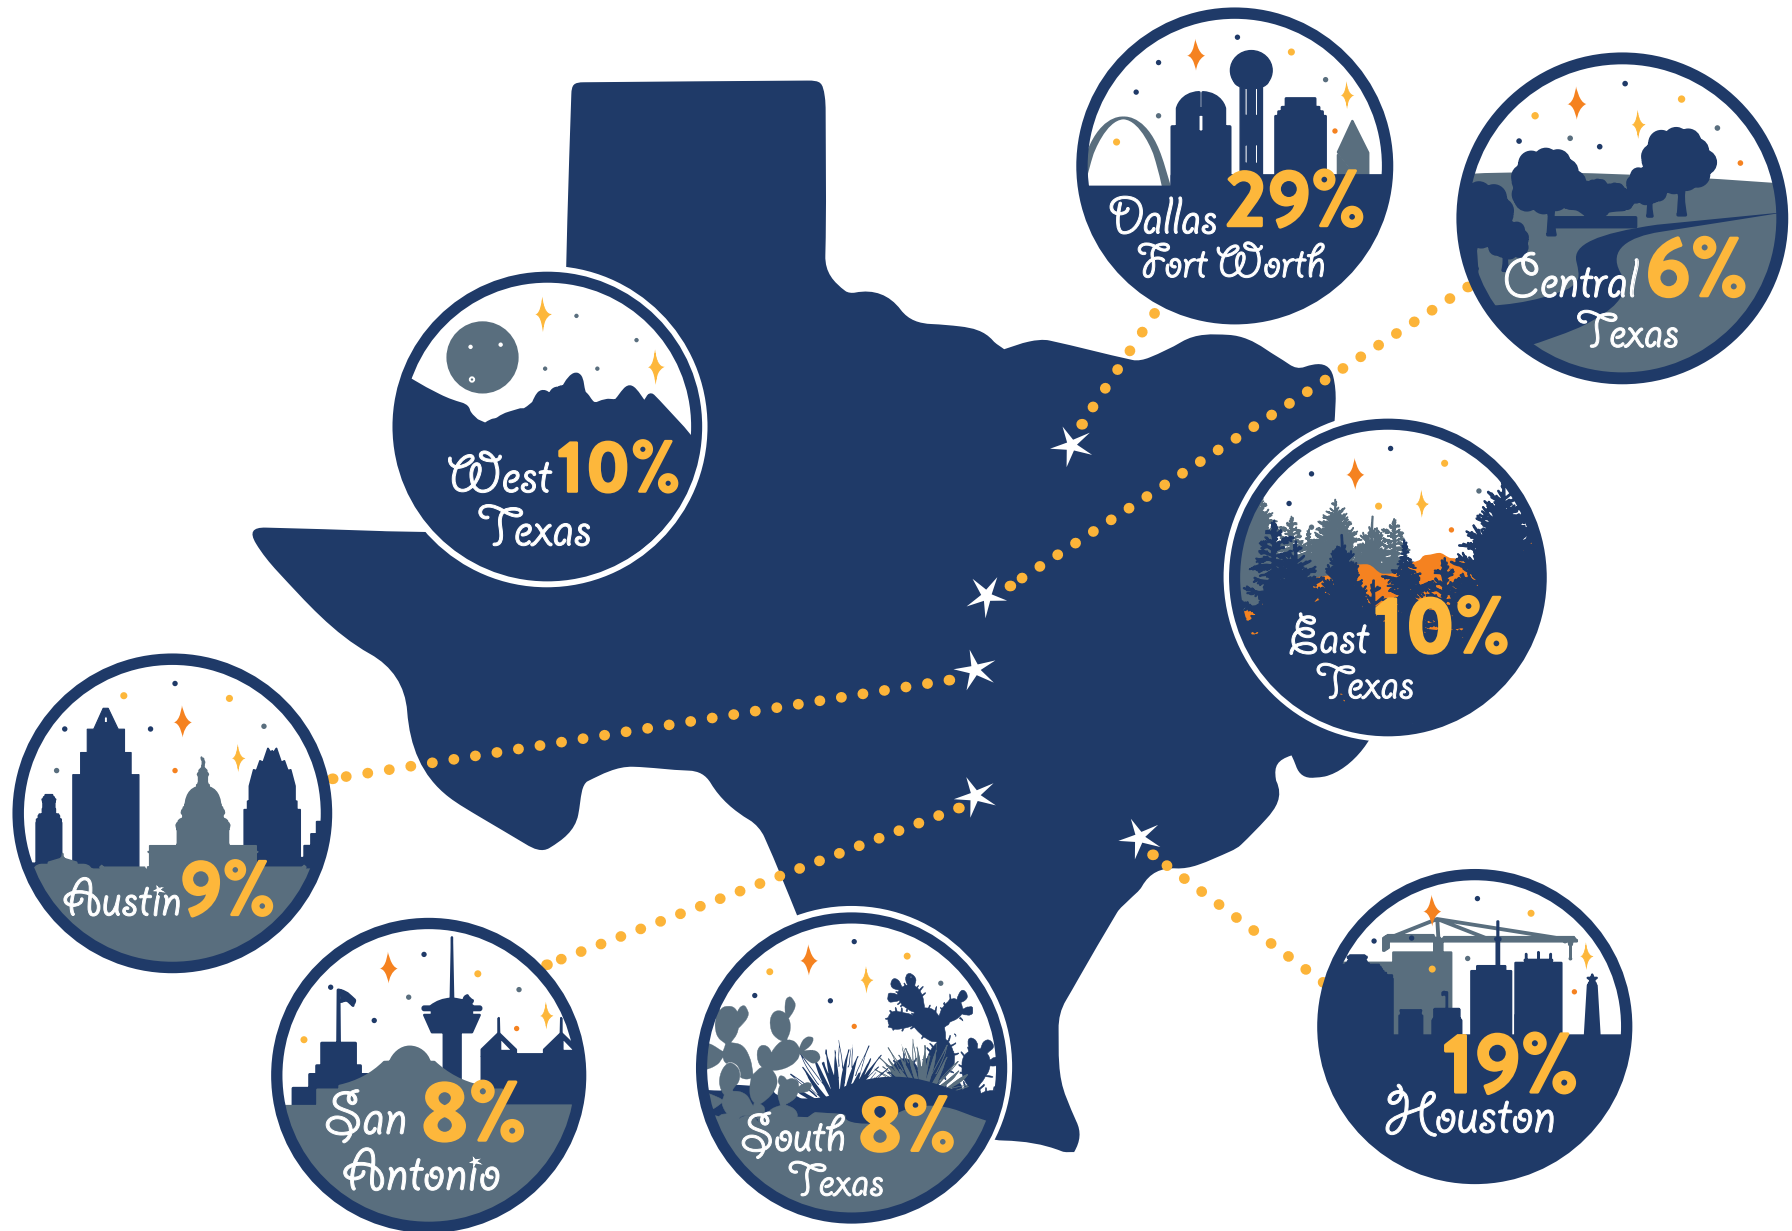 Dallas 29%
Fort Worth
Central 6%
Texas
West 10%
Texas
East 10%
Texas
Austin 9%
San 8%
Antonio
South 8%
Texas
19%
Houston